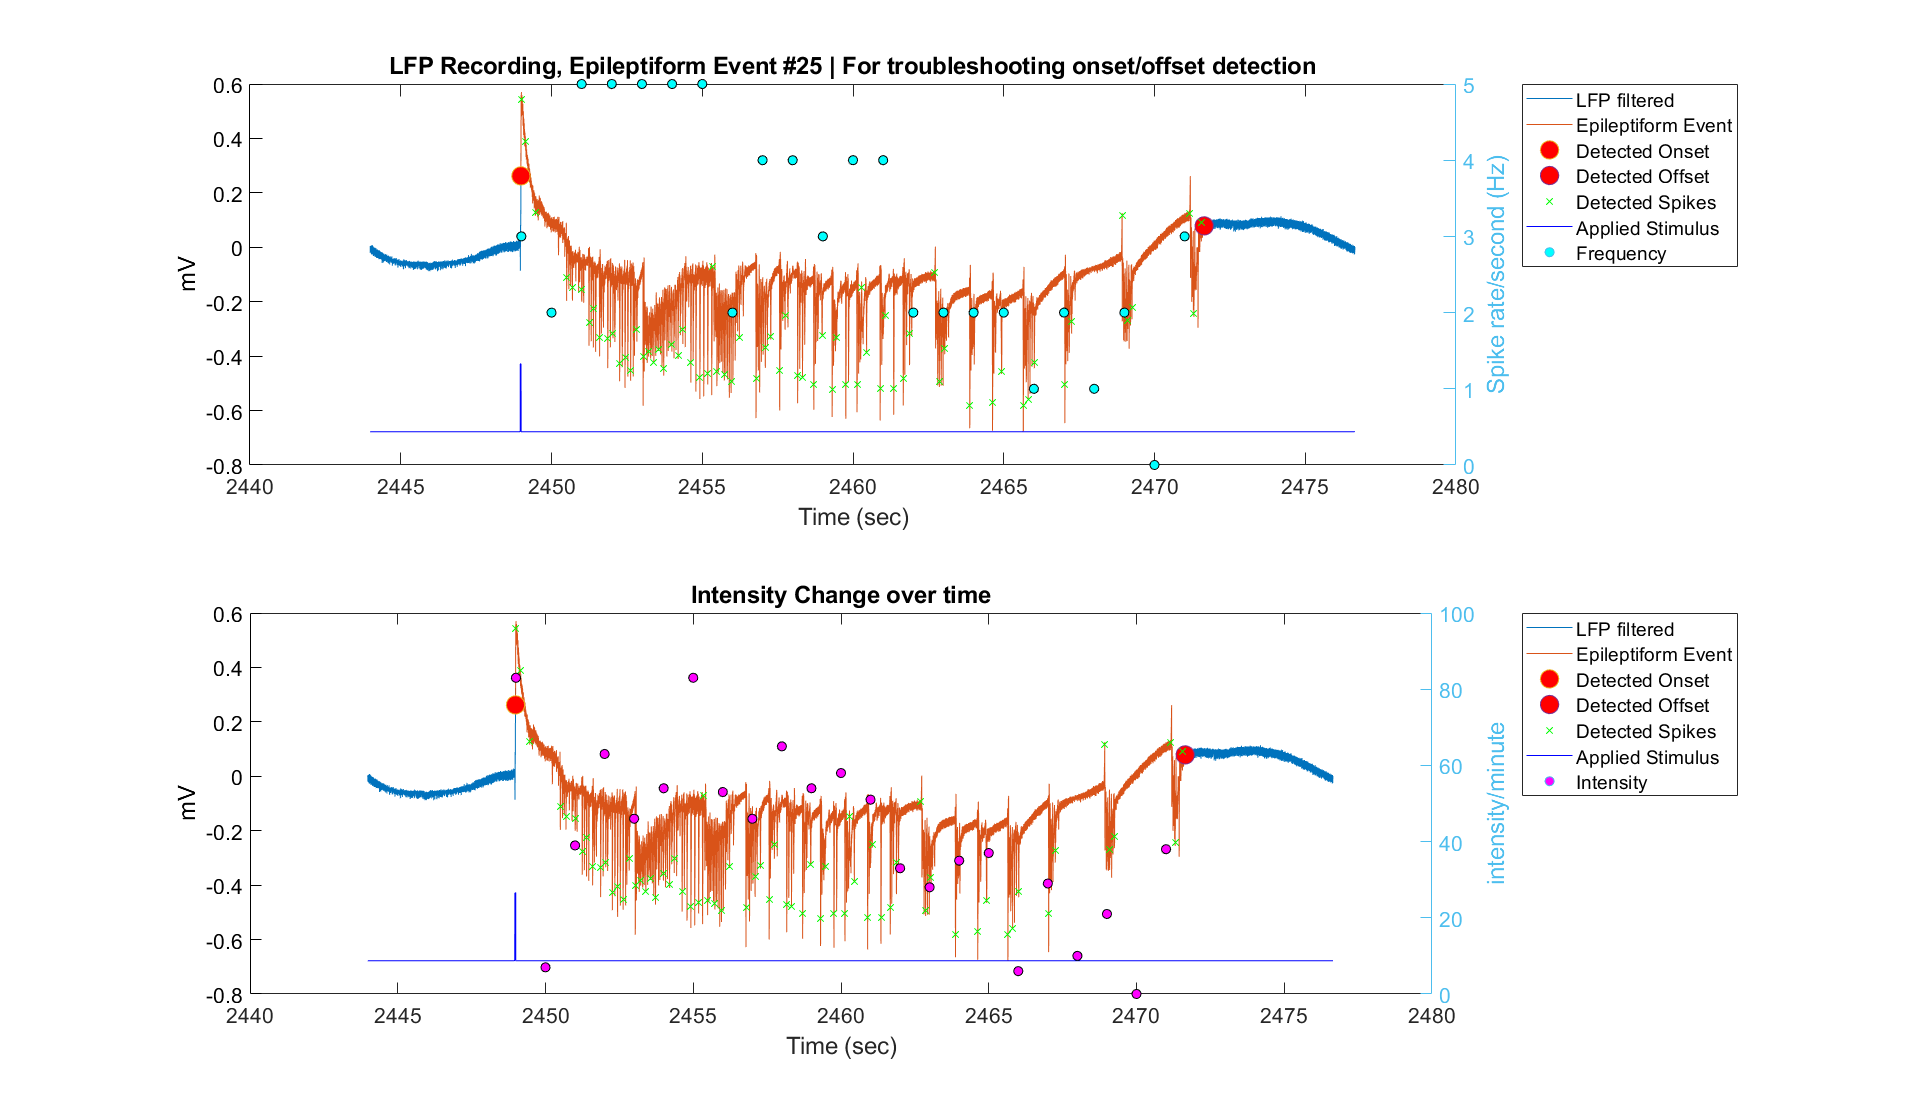 LFP Recording, Epileptiform Event #25 | For troubleshooting onset/offset detection
0.6
0.4
0.2
0
-0.2
-0.4
-0.6
-0.8
mV
5
4
3
2
1
0
Spike rate/second (Hz)
2440 2445 2450 2455 2460 2465 2470 2475 2480
Time (sec)
LFP filtered
Epileptiform Event
Detected Onset
Detected Offset
Detected Spikes
Applied Stimulus
Frequency
Intensity Change over time
0.6
0.4
0.2
0
-0.2
-0.4
-0.6
-0.8
mV
100
80
60
40
20
0
intensity/minute
2440 2445 2450 2455 2460 2465 2470 2475 2480
Time (sec)
LFP filtered
Epileptiform Event
Detected Onset
Detected Offset
Detected Spikes
Applied Stimulus
Intensity